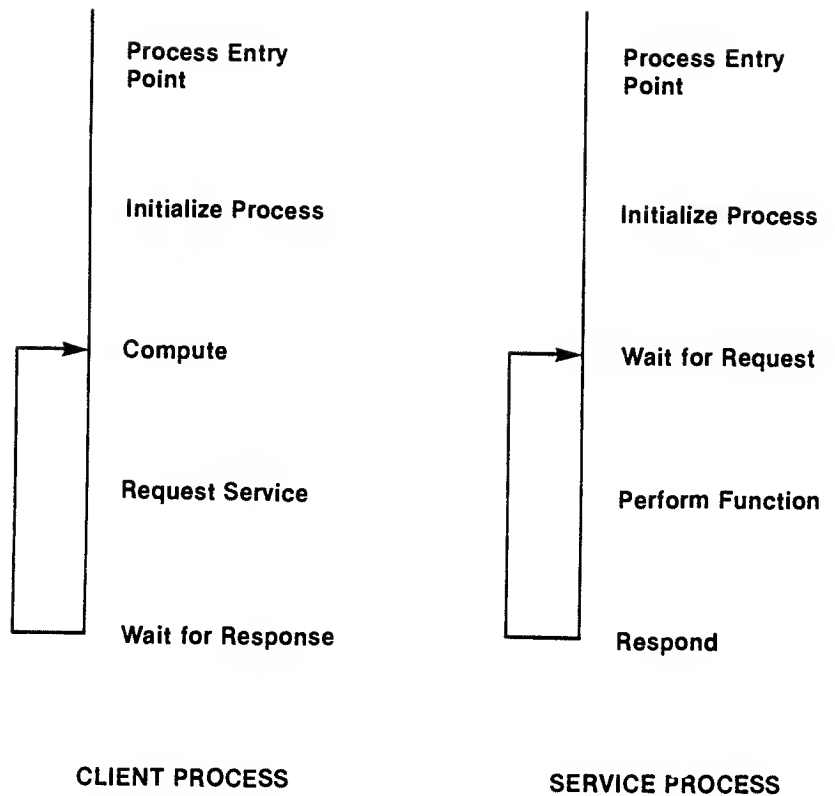 Process Entry
Point
Initialize Process
Compute
Request Service
Wait for Response
CLIENT PROCESS
Process Entry
Point
Initialize Process
Wait for Request
Perform Function
Respond
SERVICE PROCESS